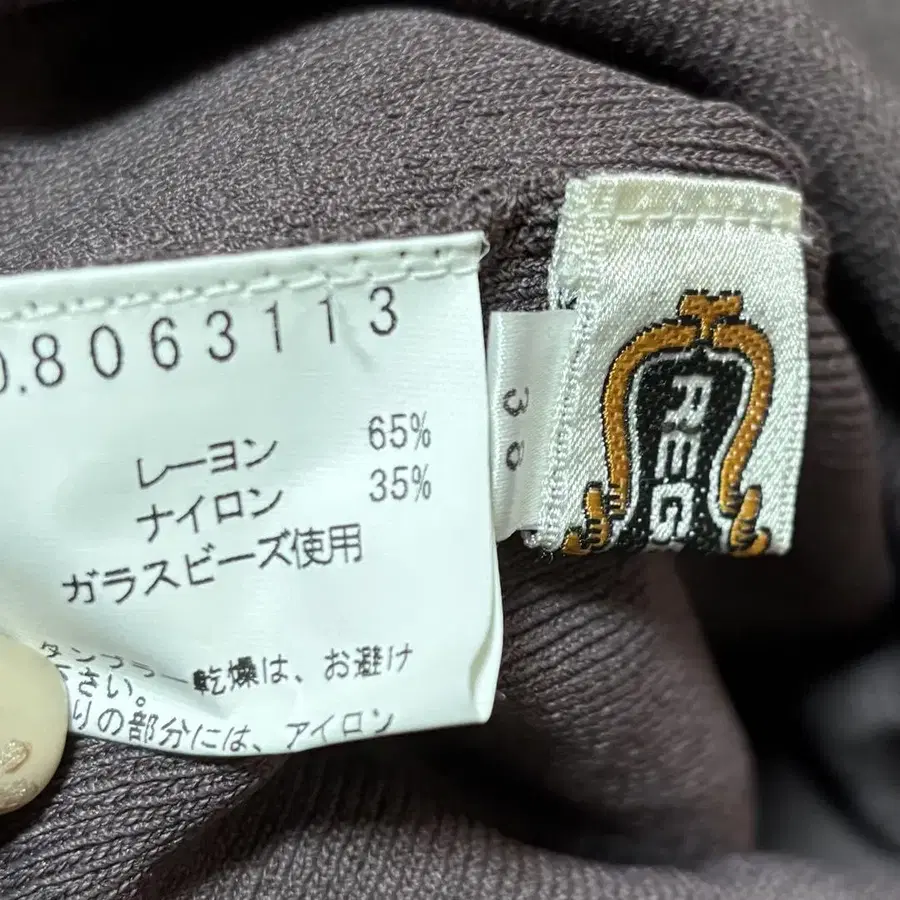 0.8063113
レーヨン 65%
ナイロン 35%
ガラスビーズ使用
タンブラー乾燥は、お避け
下さい。
りの部分には、アイロン
38
REG